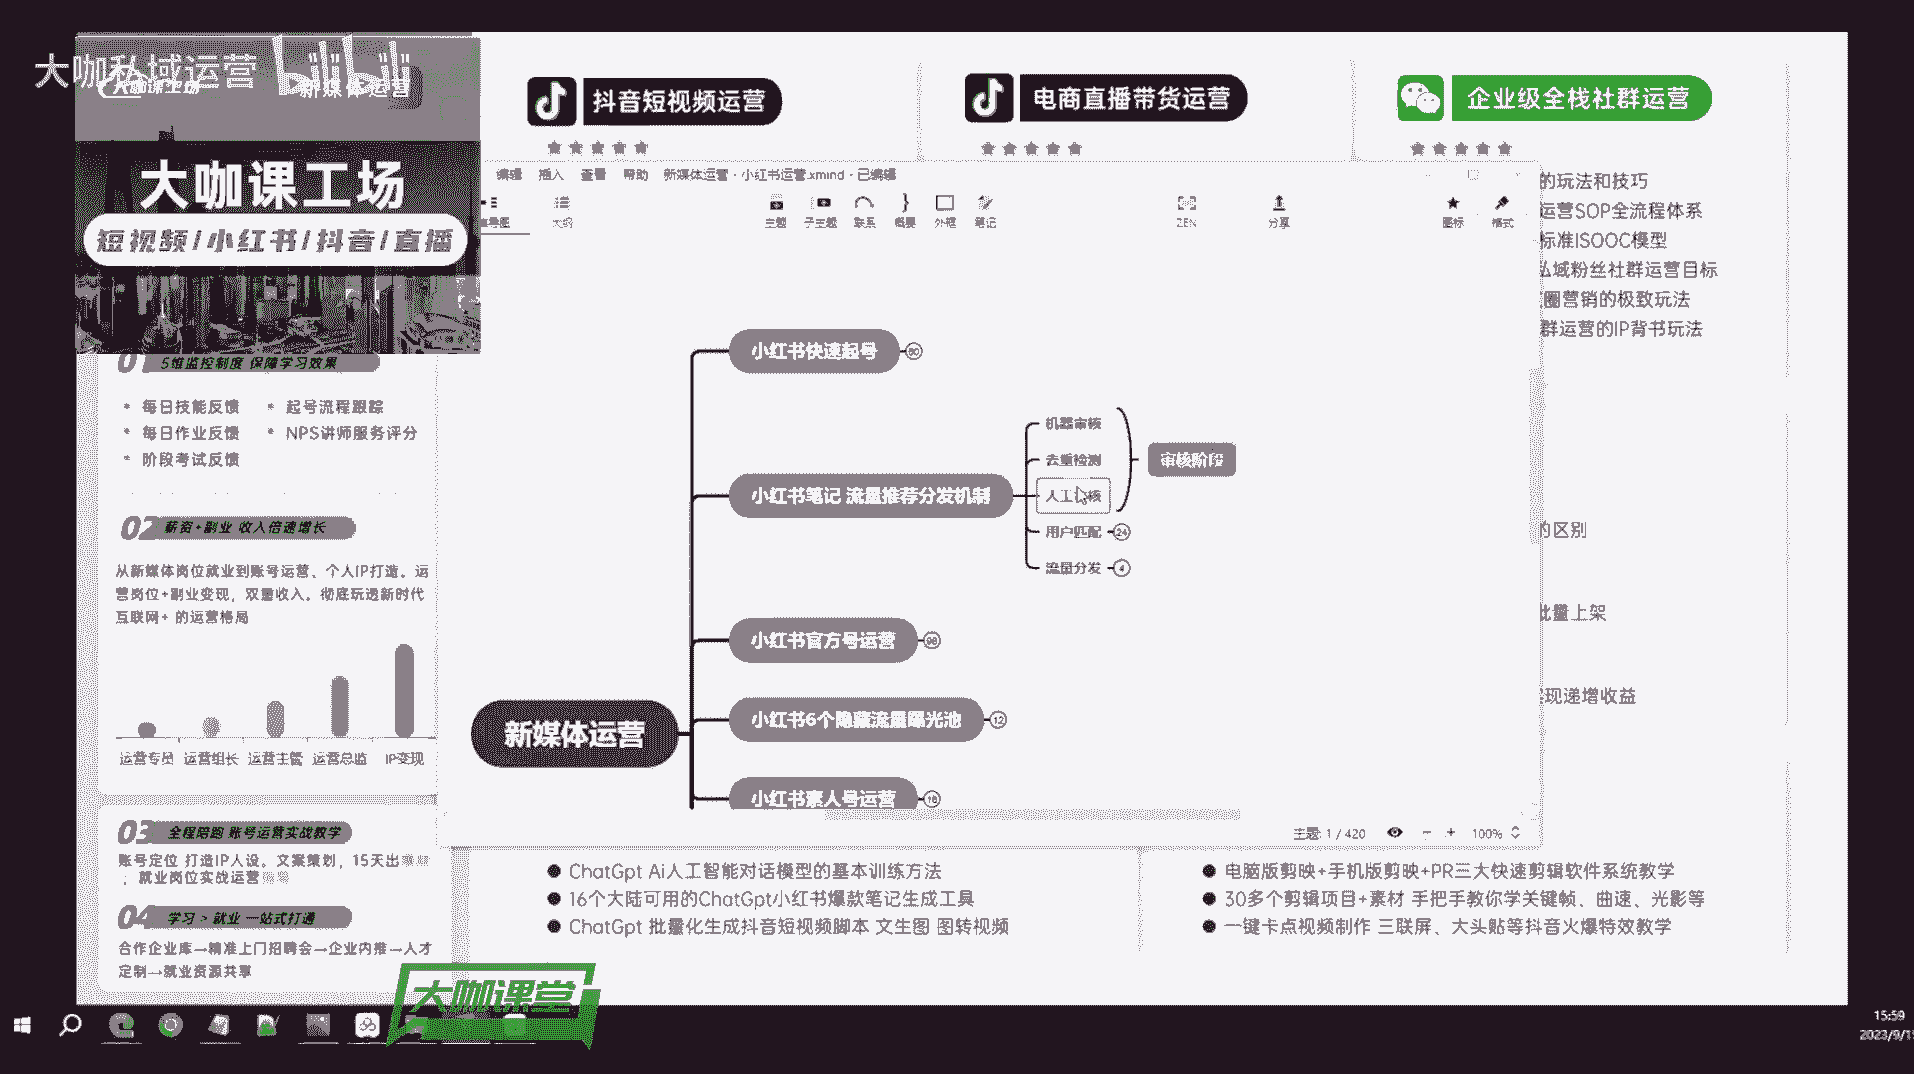 大咖私域运营 bilibili
大咖课工场
新媒体运营
大咖课工场
短视频/小红书/抖音/直播
抖音短视频运营
电商直播带货运营
企业级全栈社群运营
编辑 插入 查看 帮助 新媒体运营·小红书运营.xmind·已编辑
导图 大纲 主题 子主题 联系 概要 外框 笔记 ZEN 分享 图标 格式
的玩法和技巧
运营SOP全流程体系
标准ISOOC模型
私域粉丝社群运营目标
圈营销的极致玩法
群运营的IP背书玩法
的区别
批量上架
现递增收益
新媒体运营
小红书快速起号
小红书笔记 流量推荐分发机制
机器审核
去重检测
人工审核
审核阶段
用户匹配 24
流量分发 4
小红书官方号运营
小红书6个隐藏流量曝光池 12
小红书素人号运营
主题: 1 / 420 100%
5维监控制度 保障学习效果
* 每日技能反馈 * 起号流程跟踪
* 每日作业反馈 * NPS讲师服务评分
* 阶段考试反馈
02 薪资+副业 收入倍速增长
从新媒体岗位就业到账号运营、个人IP打造。运
营岗位+副业变现，双重收入。彻底玩透新时代
互联网+ 的运营格局
运营专员 运营组长 运营主管 运营总监 IP变现
03 全程陪跑 账号运营实战教学
账号定位 打造IP人设。文案策划，15天出
；就业岗位实战运营
04 学习 > 就业 一站式打通
合作企业库→精准上门招聘会→企业内推→人才
定制→就业资源共享
● ChatGpt Ai人工智能对话模型的基本训练方法
● 16个大陆可用的ChatGpt小红书爆款笔记生成工具
● ChatGpt 批量化生成抖音短视频脚本 文生图 图转视频
● 电脑版剪映+手机版剪映+PR三大快速剪辑软件系统教学
● 30多个剪辑项目+素材 手把手教你学关键帧、曲速、光影等
● 一键卡点视频制作 三联屏、大头贴等抖音火爆特效教学
大咖课堂
15:59
2023/9/1